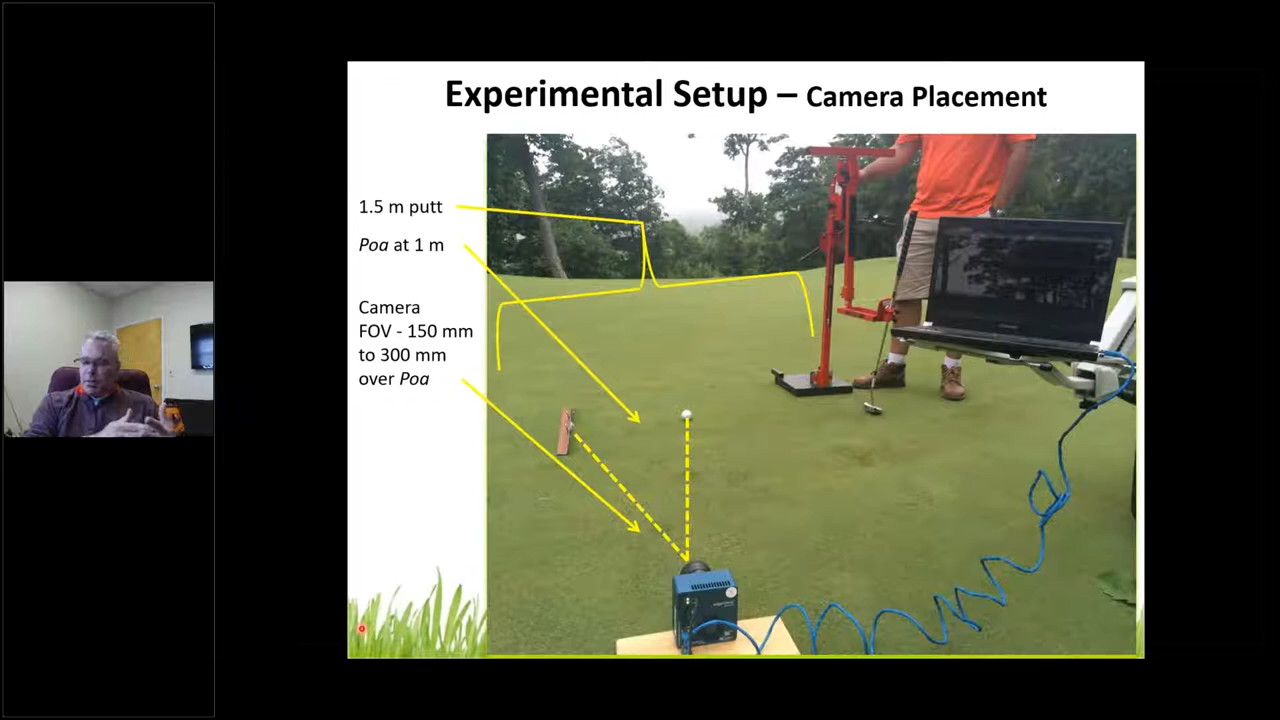 Experimental Setup – Camera Placement
1.5 m putt
Poa at 1 m
Camera
FOV - 150 mm
to 300 mm
over Poa